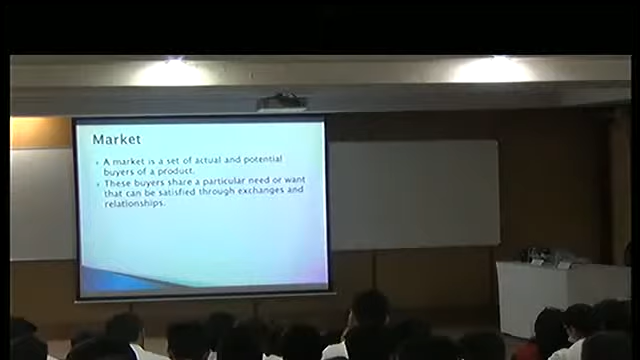 Market
A market is a set of actual and potential
buyers of a product.
These buyers share a particular need or want
that can be satisfied through exchanges and
relationships.